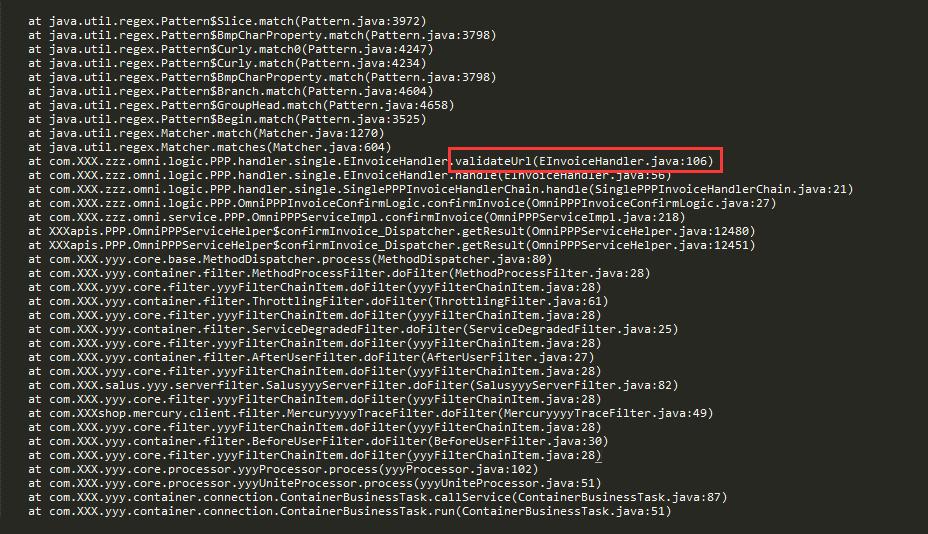 at java.util.regex.Pattern$Slice.match(Pattern.java:3972)
at java.util.regex.Pattern$BmpCharProperty.match(Pattern.java:3798)
at java.util.regex.Pattern$Curly.match0(Pattern.java:4247)
at java.util.regex.Pattern$Curly.match(Pattern.java:4234)
at java.util.regex.Pattern$BmpCharProperty.match(Pattern.java:3798)
at java.util.regex.Pattern$Branch.match(Pattern.java:4604)
at java.util.regex.Pattern$GroupHead.match(Pattern.java:4658)
at java.util.regex.Pattern$Begin.match(Pattern.java:3525)
at java.util.regex.Matcher.match(Matcher.java:1270)
at java.util.regex.Matcher.matches(Matcher.java:604)
at com.XXX.zzz.omni.logic.PPP.handler.single.EInvoiceHandler.validateUrl(EInvoiceHandler.java:106)
at com.XXX.zzz.omni.logic.PPP.handler.single.EInvoiceHandler.handle(EInvoiceHandler.java:56)
at com.XXX.zzz.omni.logic.PPP.handler.single.SinglePPPInvoiceHandlerChain.handle(SinglePPPInvoiceHandlerChain.java:21)
at com.XXX.zzz.omni.logic.PPP.OmniPPPInvoiceConfirmLogic.confirmInvoice(OmniPPPInvoiceConfirmLogic.java:27)
at com.XXX.zzz.omni.service.PPP.OmniPPPServiceImpl.confirmInvoice(OmniPPPServiceImpl.java:218)
at XXXapis.PPP.OmniPPPServiceHelper$confirmInvoice_Dispatcher.getResult(OmniPPPServiceHelper.java:12480)
at XXXapis.PPP.OmniPPPServiceHelper$confirmInvoice_Dispatcher.getResult(OmniPPPServiceHelper.java:12451)
at com.XXX.yyy.core.base.MethodDispatcher.process(MethodDispatcher.java:80)
at com.XXX.yyy.container.filter.MethodProcessFilter.doFilter(MethodProcessFilter.java:28)
at com.XXX.yyy.core.filter.yyyFilterChainItem.doFilter(yyyFilterChainItem.java:28)
at com.XXX.yyy.container.filter.ThrottlingFilter.doFilter(ThrottlingFilter.java:61)
at com.XXX.yyy.core.filter.yyyFilterChainItem.doFilter(yyyFilterChainItem.java:28)
at com.XXX.yyy.container.filter.ServiceDegradedFilter.doFilter(ServiceDegradedFilter.java:25)
at com.XXX.yyy.core.filter.yyyFilterChainItem.doFilter(yyyFilterChainItem.java:28)
at com.XXX.yyy.container.filter.AfterUserFilter.doFilter(AfterUserFilter.java:27)
at com.XXX.yyy.core.filter.yyyFilterChainItem.doFilter(yyyFilterChainItem.java:28)
at com.XXX.salus.yyy.serverfilter.SalusyyyServerFilter.doFilter(SalusyyyServerFilter.java:82)
at com.XXX.yyy.core.filter.yyyFilterChainItem.doFilter(yyyFilterChainItem.java:28)
at com.XXXshop.mercury.client.filter.MercuryyyyTraceFilter.doFilter(MercuryyyyTraceFilter.java:49)
at com.XXX.yyy.core.filter.yyyFilterChainItem.doFilter(yyyFilterChainItem.java:28)
at com.XXX.yyy.container.filter.BeforeUserFilter.doFilter(BeforeUserFilter.java:30)
at com.XXX.yyy.core.filter.yyyFilterChainItem.doFilter(yyyFilterChainItem.java:28)
at com.XXX.yyy.core.processor.yyyProcessor.process(yyyProcessor.java:102)
at com.XXX.yyy.core.processor.yyyUniteProcessor.process(yyyUniteProcessor.java:51)
at com.XXX.yyy.container.connection.ContainerBusinessTask.callService(ContainerBusinessTask.java:87)
at com.XXX.yyy.container.connection.ContainerBusinessTask.run(ContainerBusinessTask.java:51)